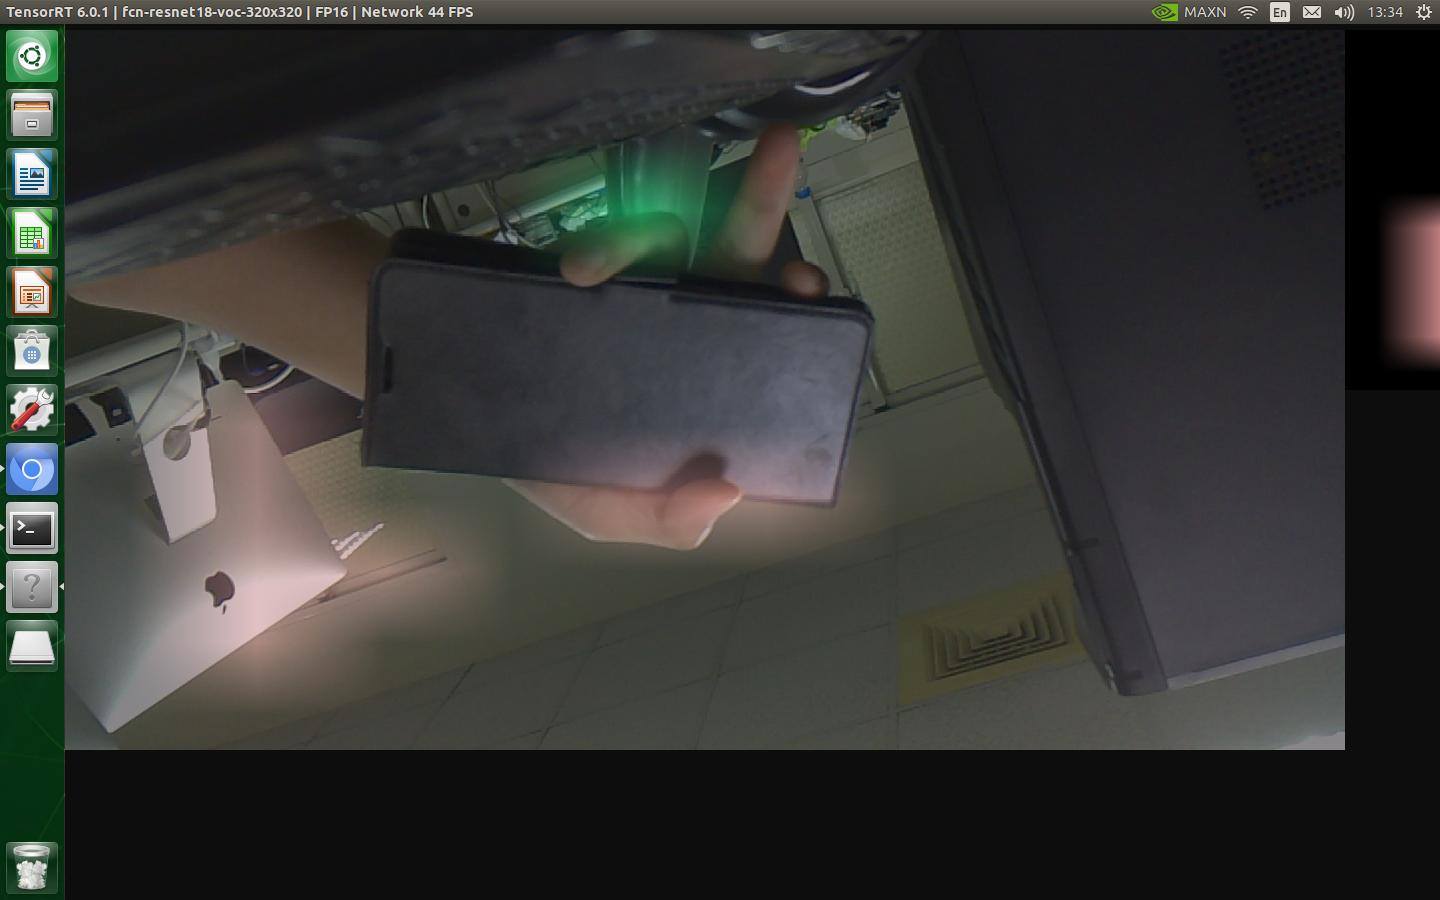 TensorRT 6.0.1 | fcn-resnet18-voc-320x320 | FP16 | Network 44 FPS
MAXN
En
13:34